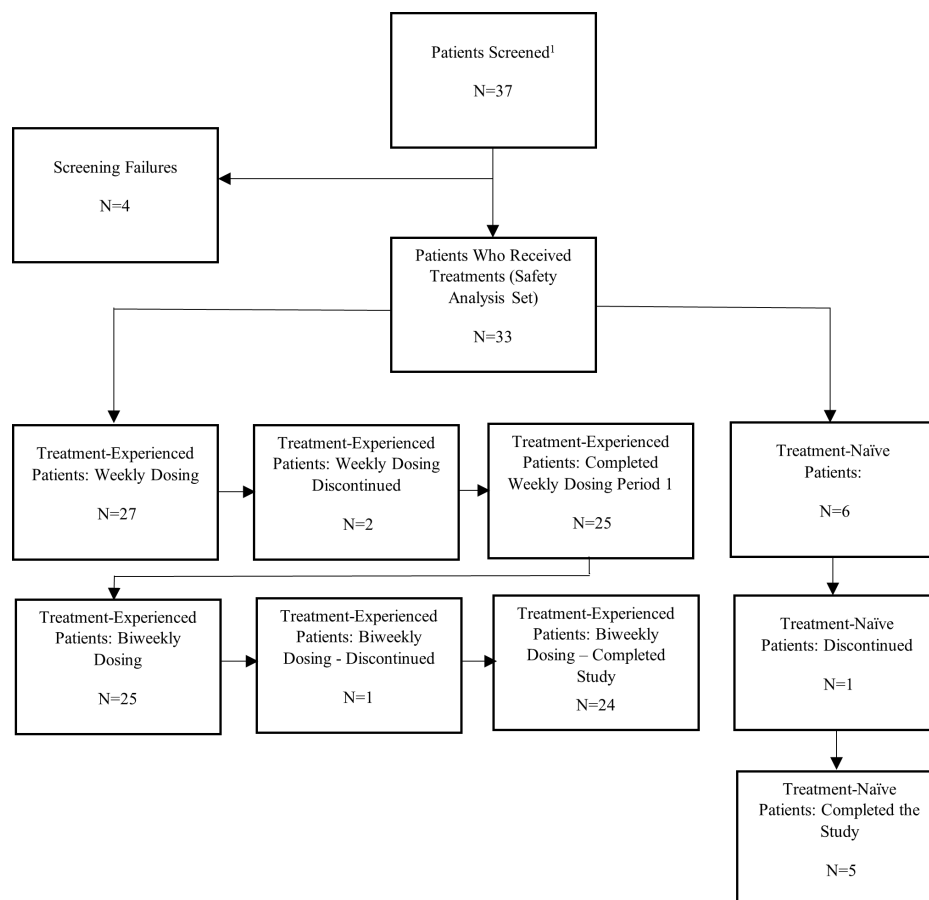 Patients Screened¹
N=37
Screening Failures
N=4
Patients Who Received
Treatments (Safety
Analysis Set)
N=33
Treatment-Experienced
Patients: Weekly Dosing
N=27
Treatment-Experienced
Patients: Weekly Dosing
Discontinued
N=2
Treatment-Experienced
Patients: Completed
Weekly Dosing Period 1
N=25
Treatment-Naïve
Patients:
N=6
Treatment-Experienced
Patients: Biweekly
Dosing
N=25
Treatment-Experienced
Patients: Biweekly
Dosing - Discontinued
N=1
Treatment-Experienced
Patients: Biweekly
Dosing – Completed
Study
N=24
Treatment-Naïve
Patients: Discontinued
N=1
Treatment-Naïve
Patients: Completed the
Study
N=5